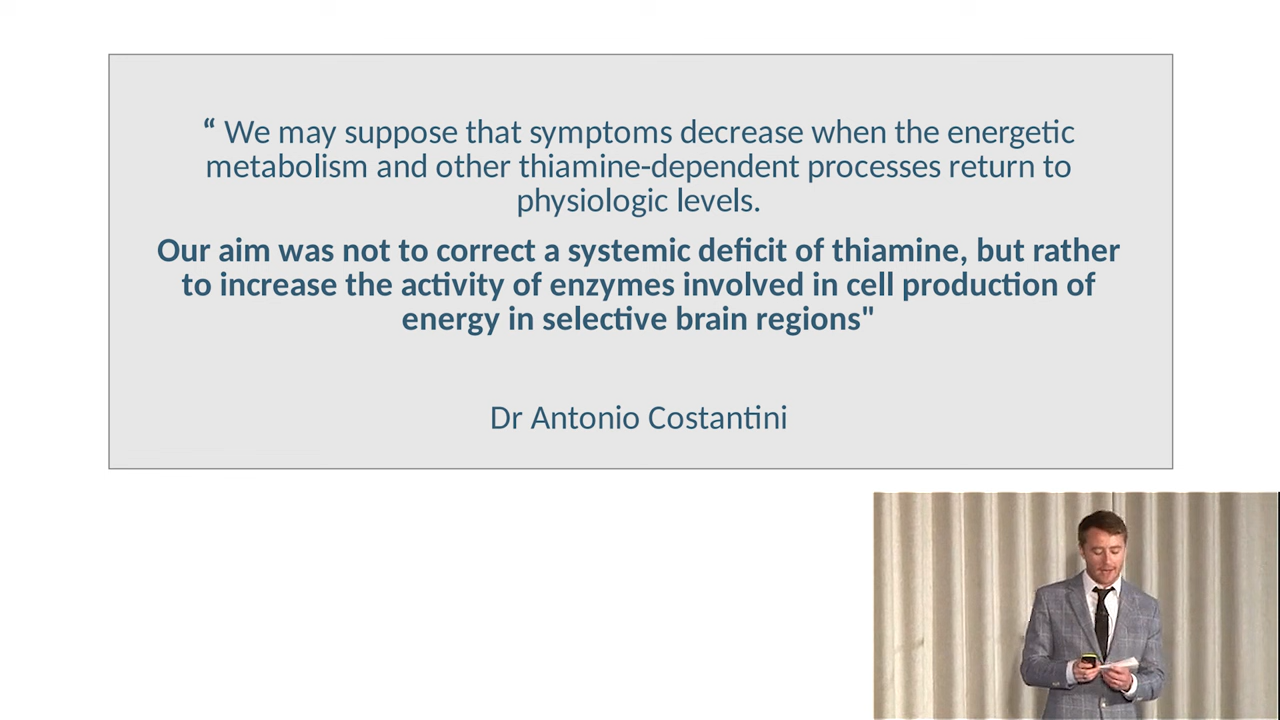 “ We may suppose that symptoms decrease when the energetic
metabolism and other thiamine-dependent processes return to
physiologic levels.
Our aim was not to correct a systemic deficit of thiamine, but rather
to increase the activity of enzymes involved in cell production of
energy in selective brain regions"
Dr Antonio Costantini